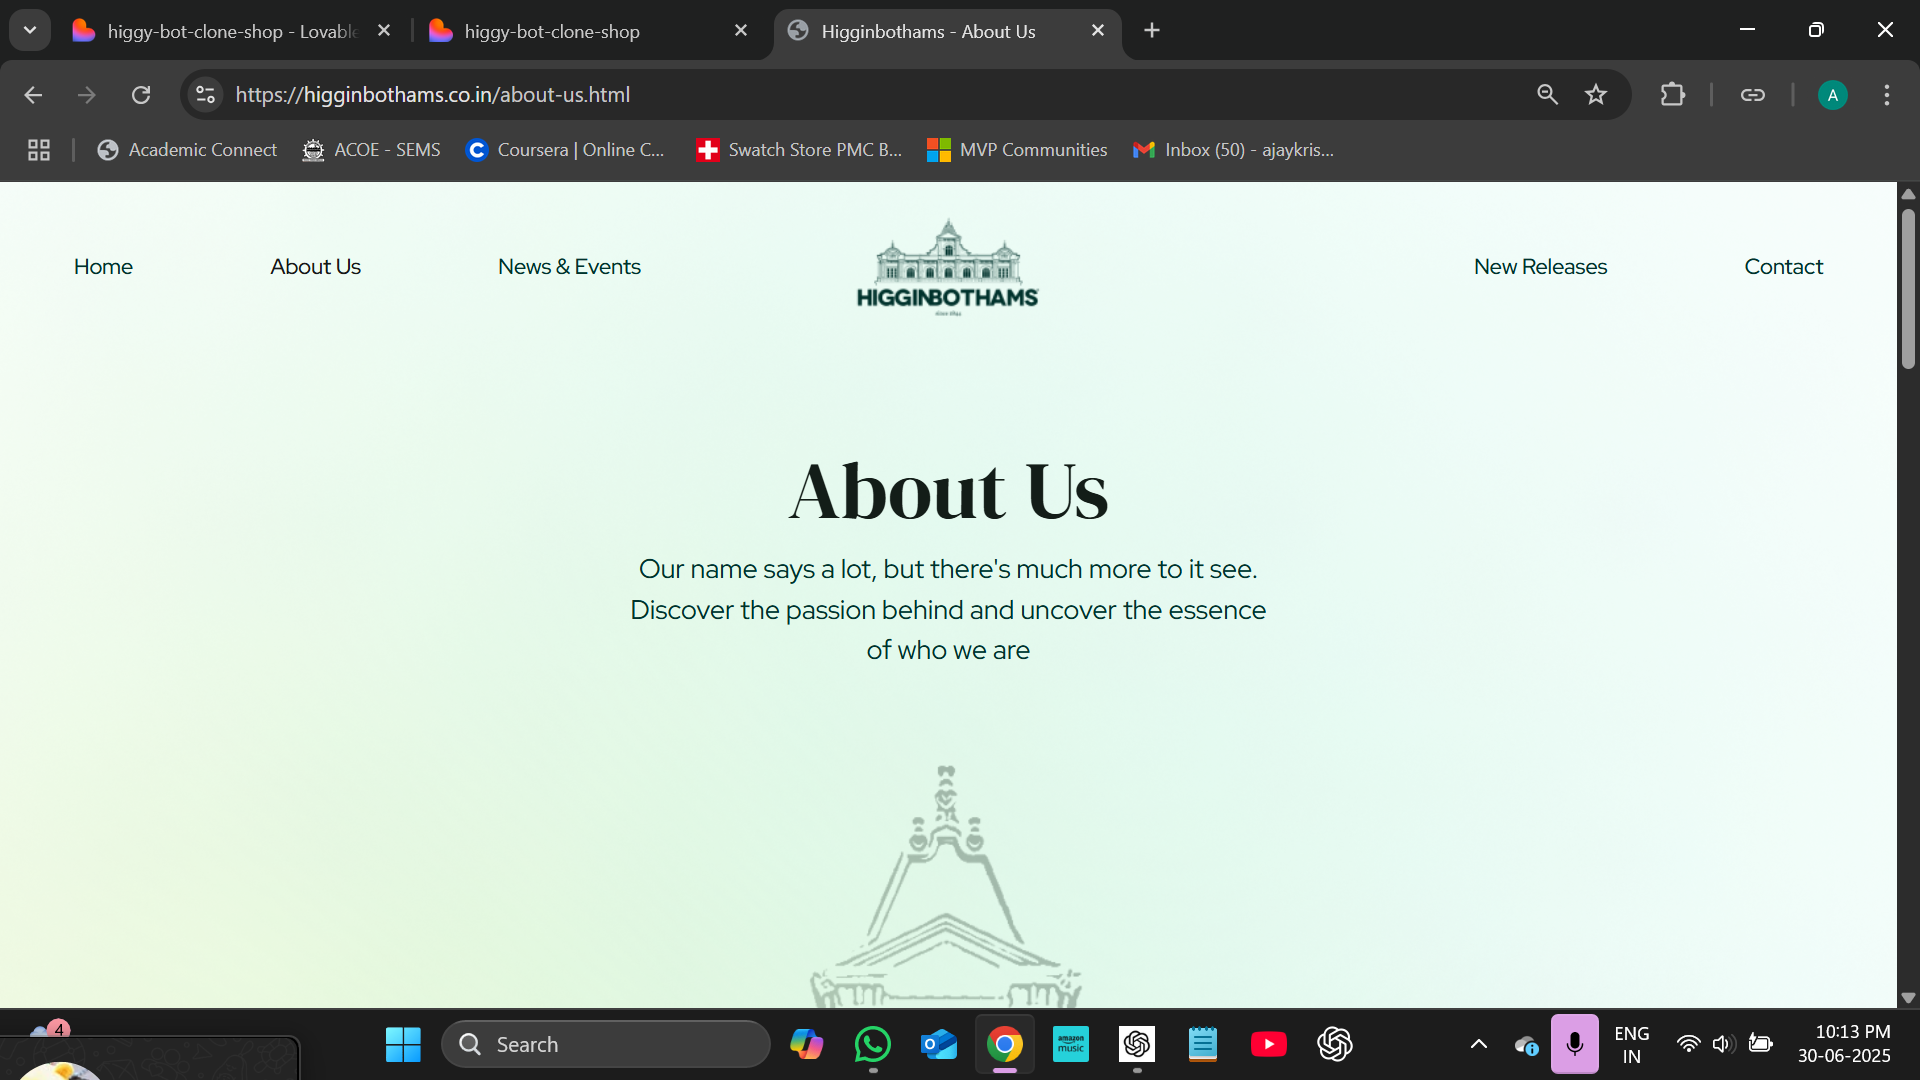 higgy-bot-clone-shop - Lovable
higgy-bot-clone-shop
Higginbothams - About Us
https://higginbothams.co.in/about-us.html
A
Academic Connect
ACOE - SEMS
Coursera | Online C...
Swatch Store PMC B...
MVP Communities
Inbox (50) - ajaykris...
Home
About Us
News & Events
HIGGINBOTHAMS
since 1844
New Releases
Contact
About Us
Our name says a lot, but there's much more to it see.
Discover the passion behind and uncover the essence
of who we are
4
Search
amazon
music
ENG
IN
10:13 PM
30-06-2025